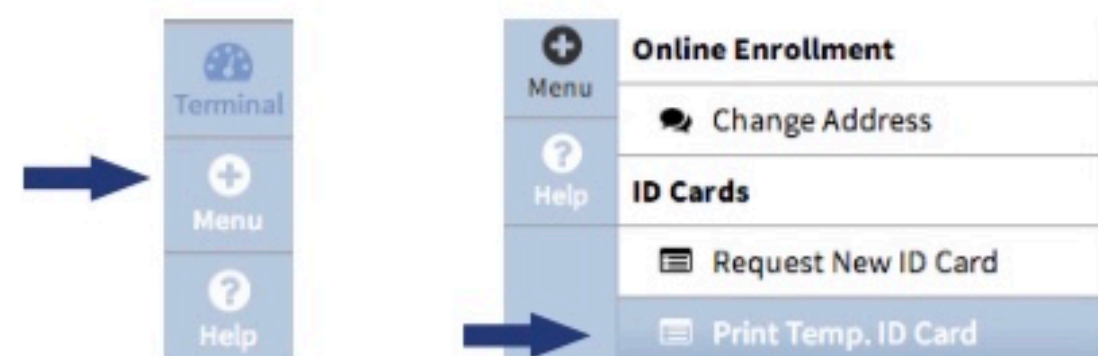 Terminal
Menu
Help
Menu
Help
Online Enrollment
Change Address
ID Cards
Request New ID Card
Print Temp. ID Card